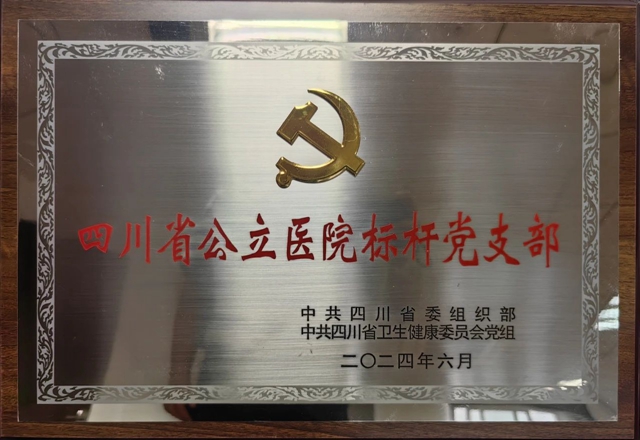 四川省公立医院标杆党支部
中共四川省委组织部
中共四川省卫生健康委员会党组
二〇二四年六月